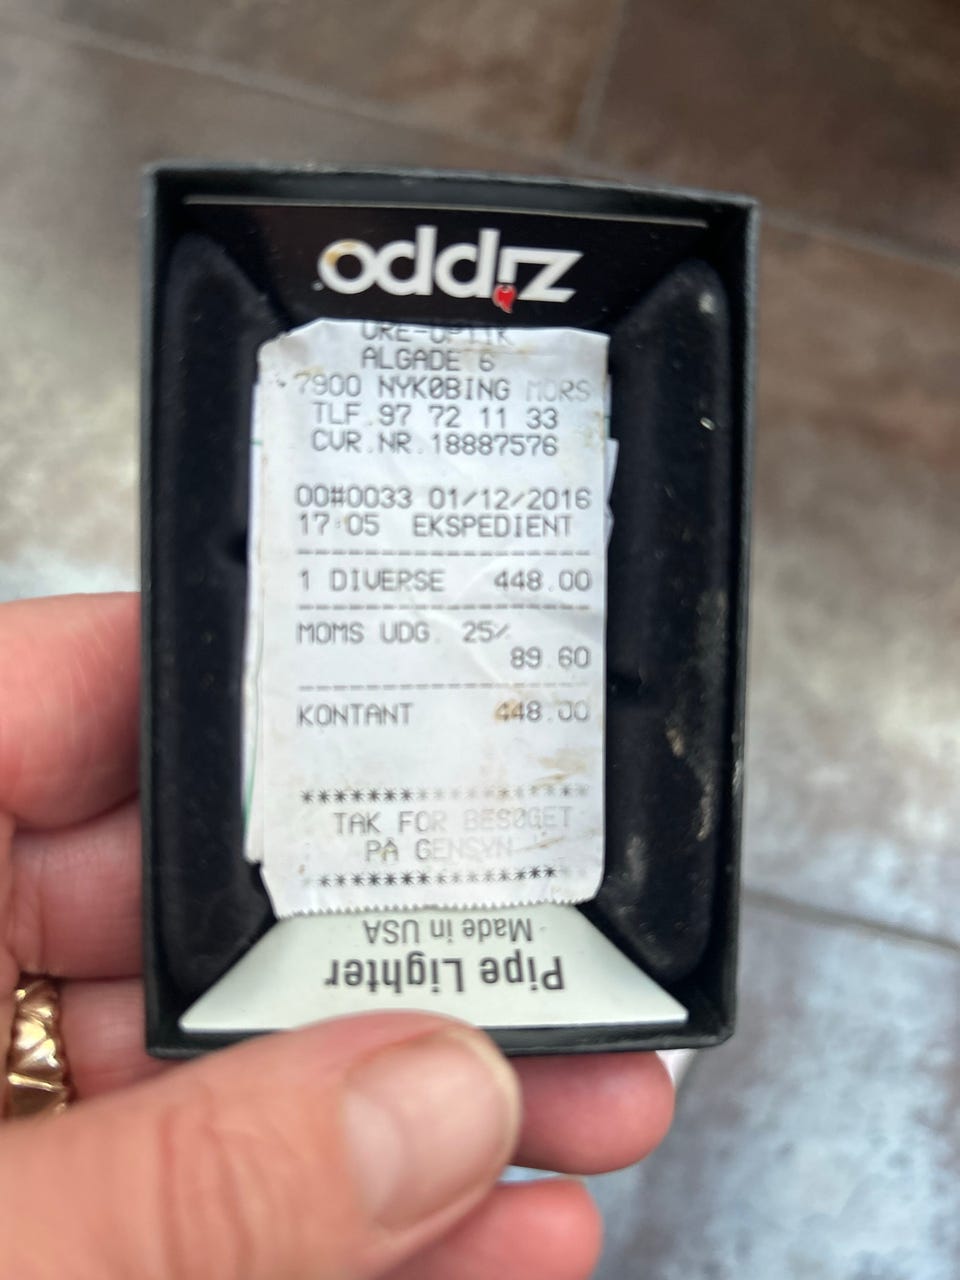 zippo
URE-OPTIK
ALGADE 6
7900 NYKØBING MORS
TLF.97 72 11 33
CVR.NR.18887576
00#0033 01/12/2016
17:05 EKSPEDIENT
1 DIVERSE 448.00
MOMS UDG. 25%
89.60
KONTANT 448.00
*******************
TAK FOR BESØGET
PÅ GENSYN
*******************
Pipe Lighter
Made in USA